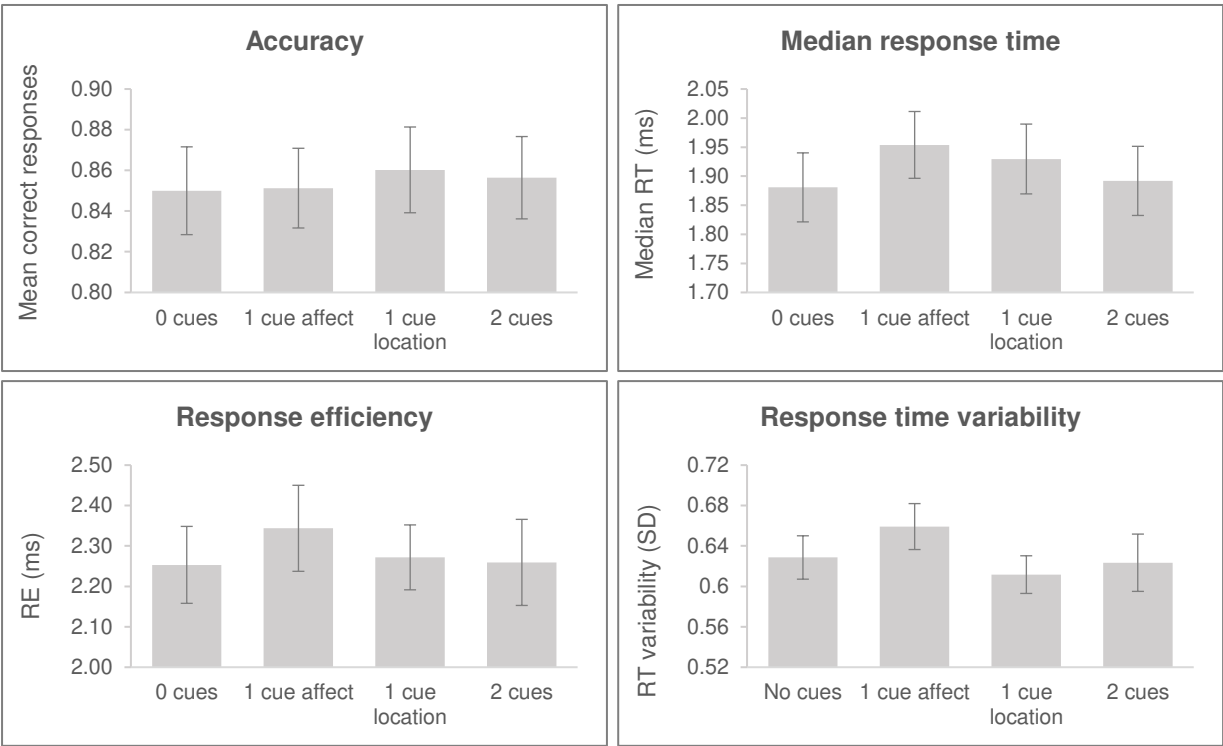 Accuracy
Mean correct responses
0.90
0.88
0.86
0.84
0.82
0.80
0 cues
1 cue affect
1 cue
location
2 cues
Median response time
Median RT (ms)
2.05
2.00
1.95
1.90
1.85
1.80
1.75
1.70
0 cues
1 cue affect
1 cue
location
2 cues
Response efficiency
RE (ms)
2.50
2.40
2.30
2.20
2.10
2.00
0 cues
1 cue affect
1 cue
location
2 cues
Response time variability
RT variability (SD)
0.72
0.68
0.64
0.6
0.56
0.52
No cues
1 cue affect
1 cue
location
2 cues